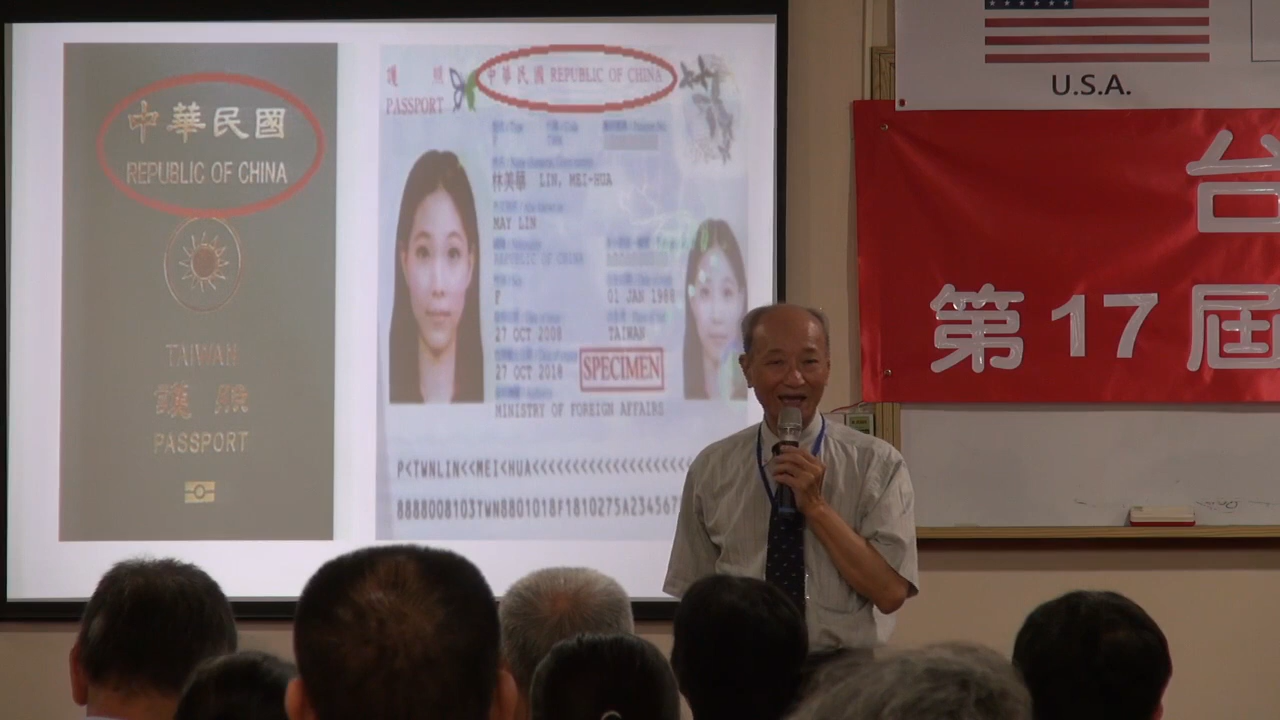 中華民國
REPUBLIC OF CHINA
TAIWAN
護照
PASSPORT
護照
中華民國 REPUBLIC OF CHINA
PASSPORT
林美華 LIN, MEI-HUA
MAY LIN
REPUBLIC OF CHINA
F
01 JAN 1988
27 OCT 2008
TAIWAN
27 OCT 2018
SPECIMEN
MINISTRY OF FOREIGN AFFAIRS
P<TWNLIN<<MEI<HUA<<<<<<<<<<<<<<<<<<<<
8888008103TWN8801018F1810275A234567
U.S.A.
台
第17屆